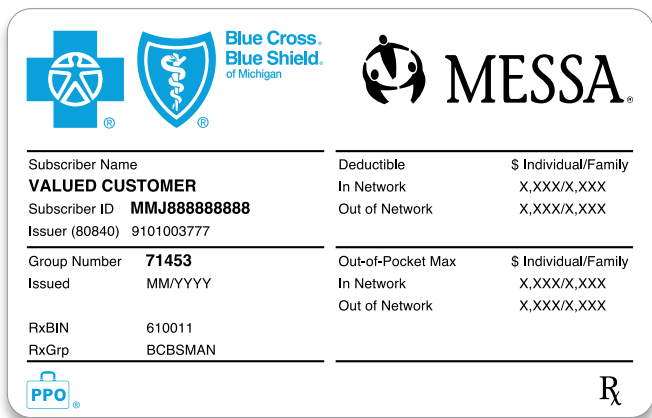 Blue Cross®
Blue Shield®
of Michigan
® ®
MESSA®
Subscriber Name
VALUED CUSTOMER
Subscriber ID MMJ888888888
Issuer (80840) 9101003777
Deductible $ Individual/Family
In Network X,XXX/X,XXX
Out of Network X,XXX/X,XXX
Group Number 71453
Issued MM/YYYY
RxBIN 610011
RxGrp BCBSMAN
Out-of-Pocket Max $ Individual/Family
In Network X,XXX/X,XXX
Out of Network X,XXX/X,XXX
PPO®
Rx